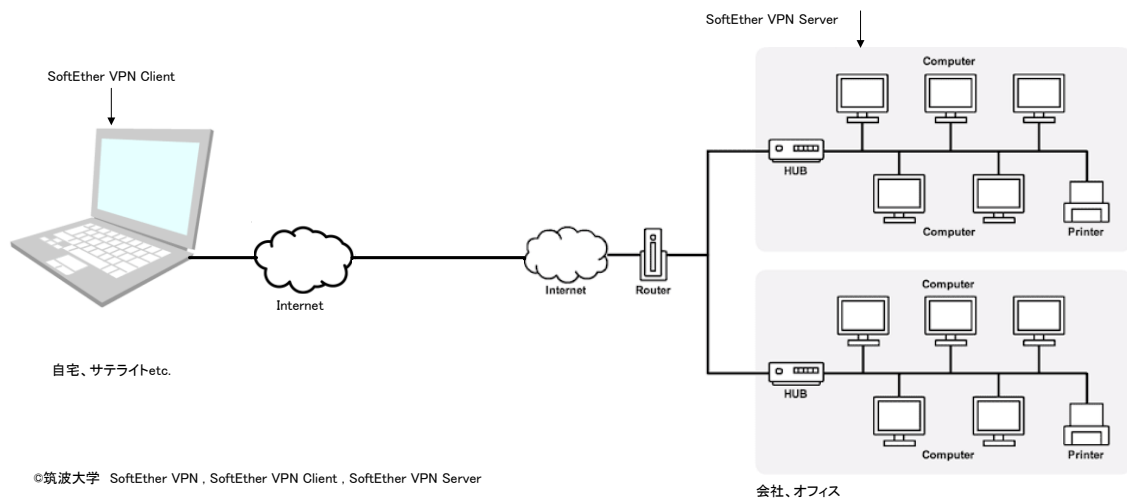 SoftEther VPN Server
SoftEther VPN Client
Computer
HUB
Computer
Printer
Internet
Internet
Router
Computer
HUB
Computer
Printer
自宅、サテライトetc.
©筑波大学 SoftEther VPN , SoftEther VPN Client , SoftEther VPN Server
会社、オフィス